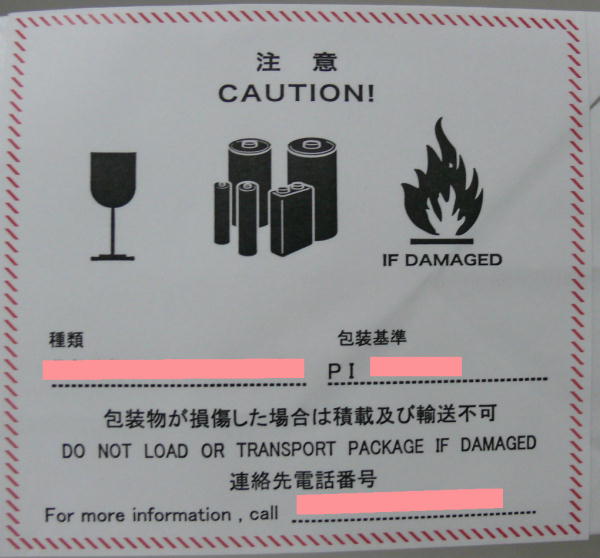 注 意
CAUTION!
IF DAMAGED
種類
包装基準
PI
包装物が損傷した場合は積載及び輸送不可
DO NOT LOAD OR TRANSPORT PACKAGE IF DAMAGED
連絡先電話番号
For more information , call